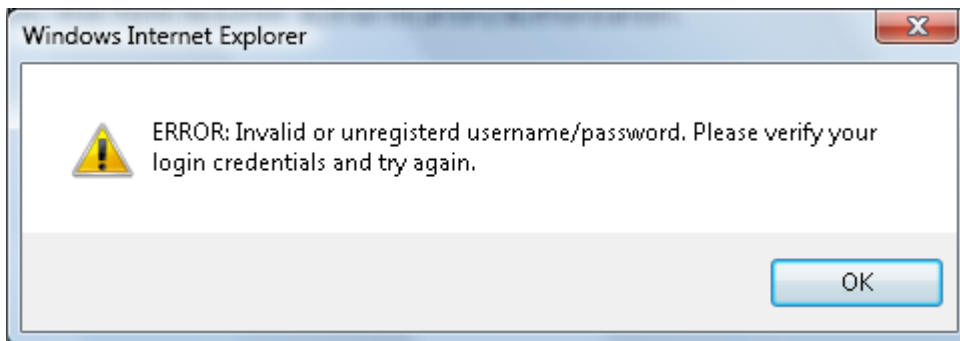 Windows Internet Explorer
ERROR: Invalid or unregisterd username/password. Please verify your
login credentials and try again.
OK